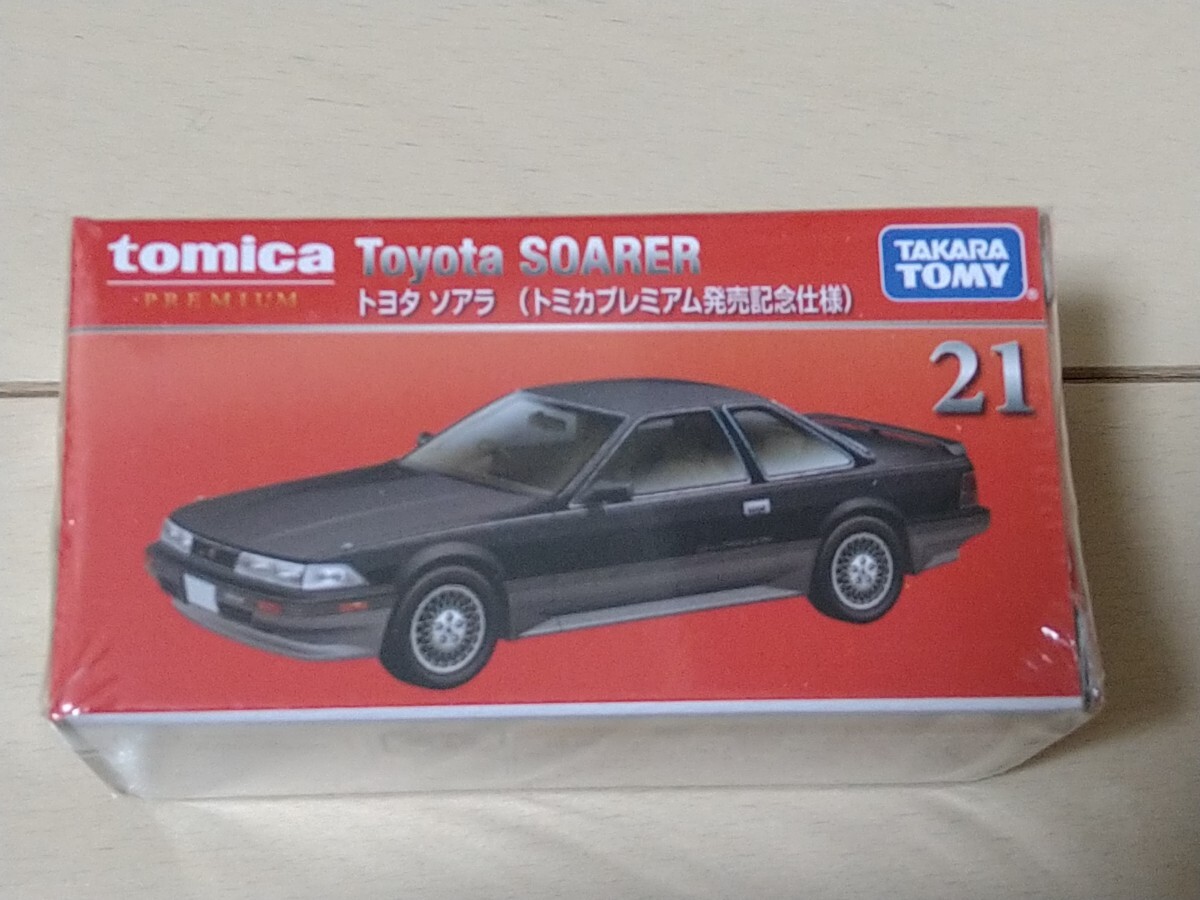 tomica
PREMIUM
Toyota SOARER
トヨタ ソアラ (トミカプレミアム発売記念仕様)
TAKARA
TOMY
®
21